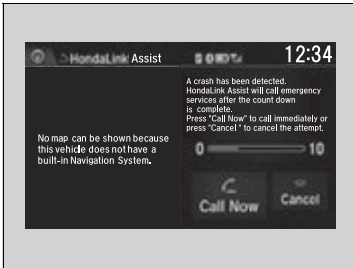 HondaLink Assist
12:34
A crash has been detected.
HondaLink Assist will call emergency
services after the count down
is complete.
Press "Call Now" to call immediately or
press "Cancel" to cancel the attempt.
No map can be shown because
this vehicle does not have a
built-in Navigation System.
0 10
Call Now Cancel